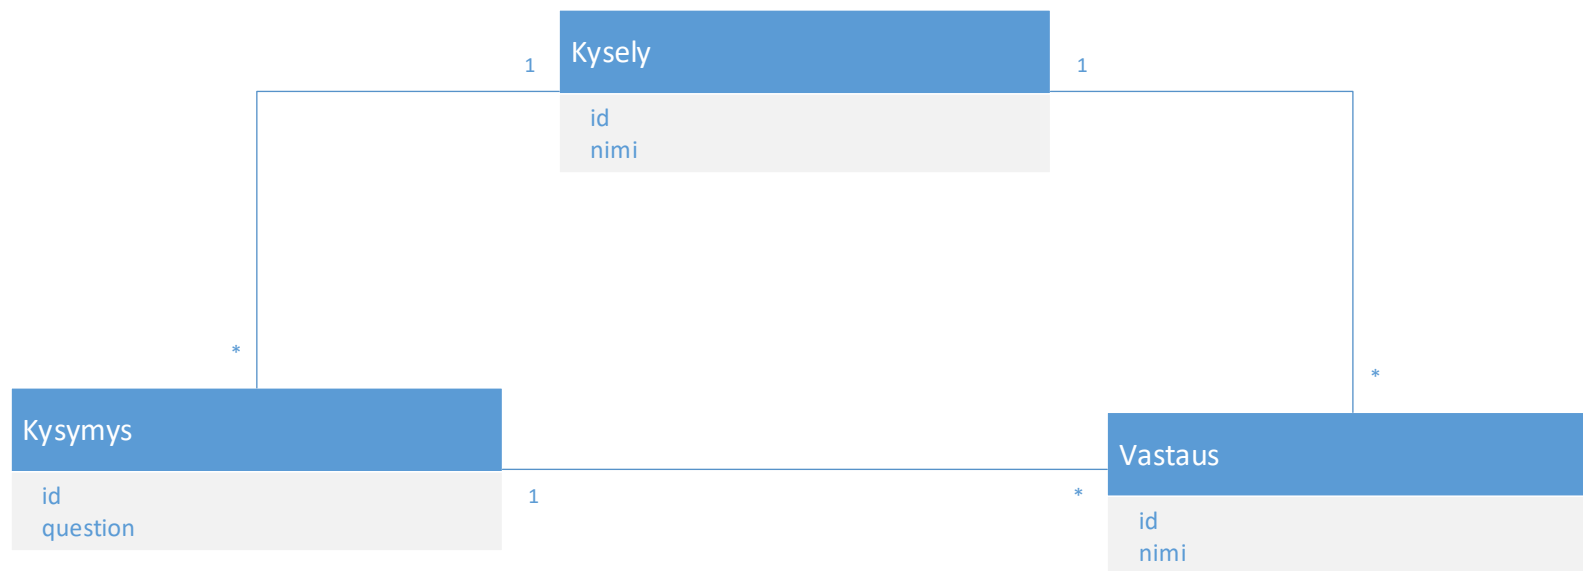 Kysely
1
1
id
nimi
*
*
Kysymys
Vastaus
id
question
1
*
id
nimi